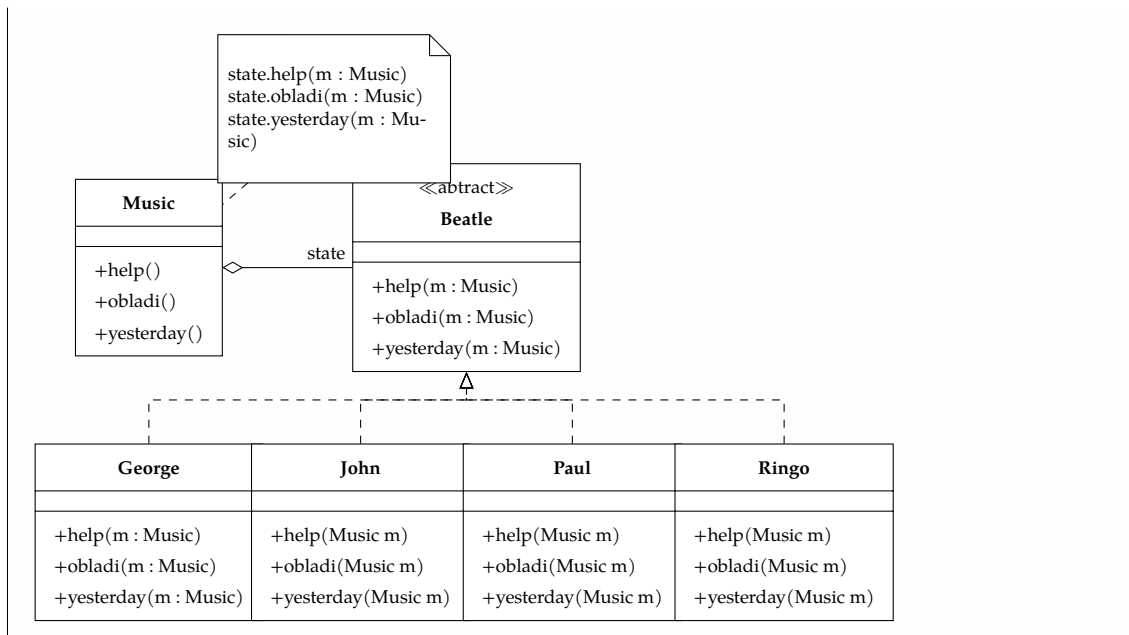 state.help(m : Music)
state.obladi(m : Music)
state.yesterday(m : Mu-
sic)
Music
+help()
+obladi()
+yesterday()
state
≪abtract≫
Beatle
+help(m : Music)
+obladi(m : Music)
+yesterday(m : Music)
George
+help(m : Music)
+obladi(m : Music)
+yesterday(m : Music)
John
+help(Music m)
+obladi(Music m)
+yesterday(Music m)
Paul
+help(Music m)
+obladi(Music m)
+yesterday(Music m)
Ringo
+help(Music m)
+obladi(Music m)
+yesterday(Music m)